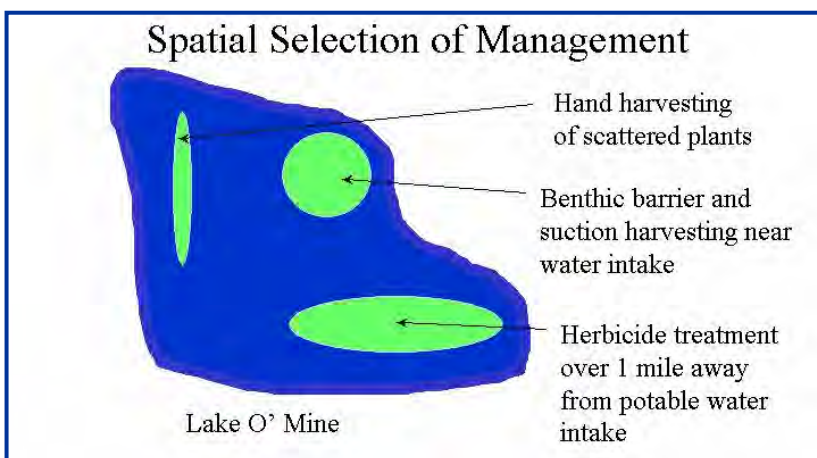 Spatial Selection of Management
Hand harvesting
of scattered plants
Benthic barrier and
suction harvesting near
water intake
Herbicide treatment
over 1 mile away
from potable water
intake
Lake O’ Mine